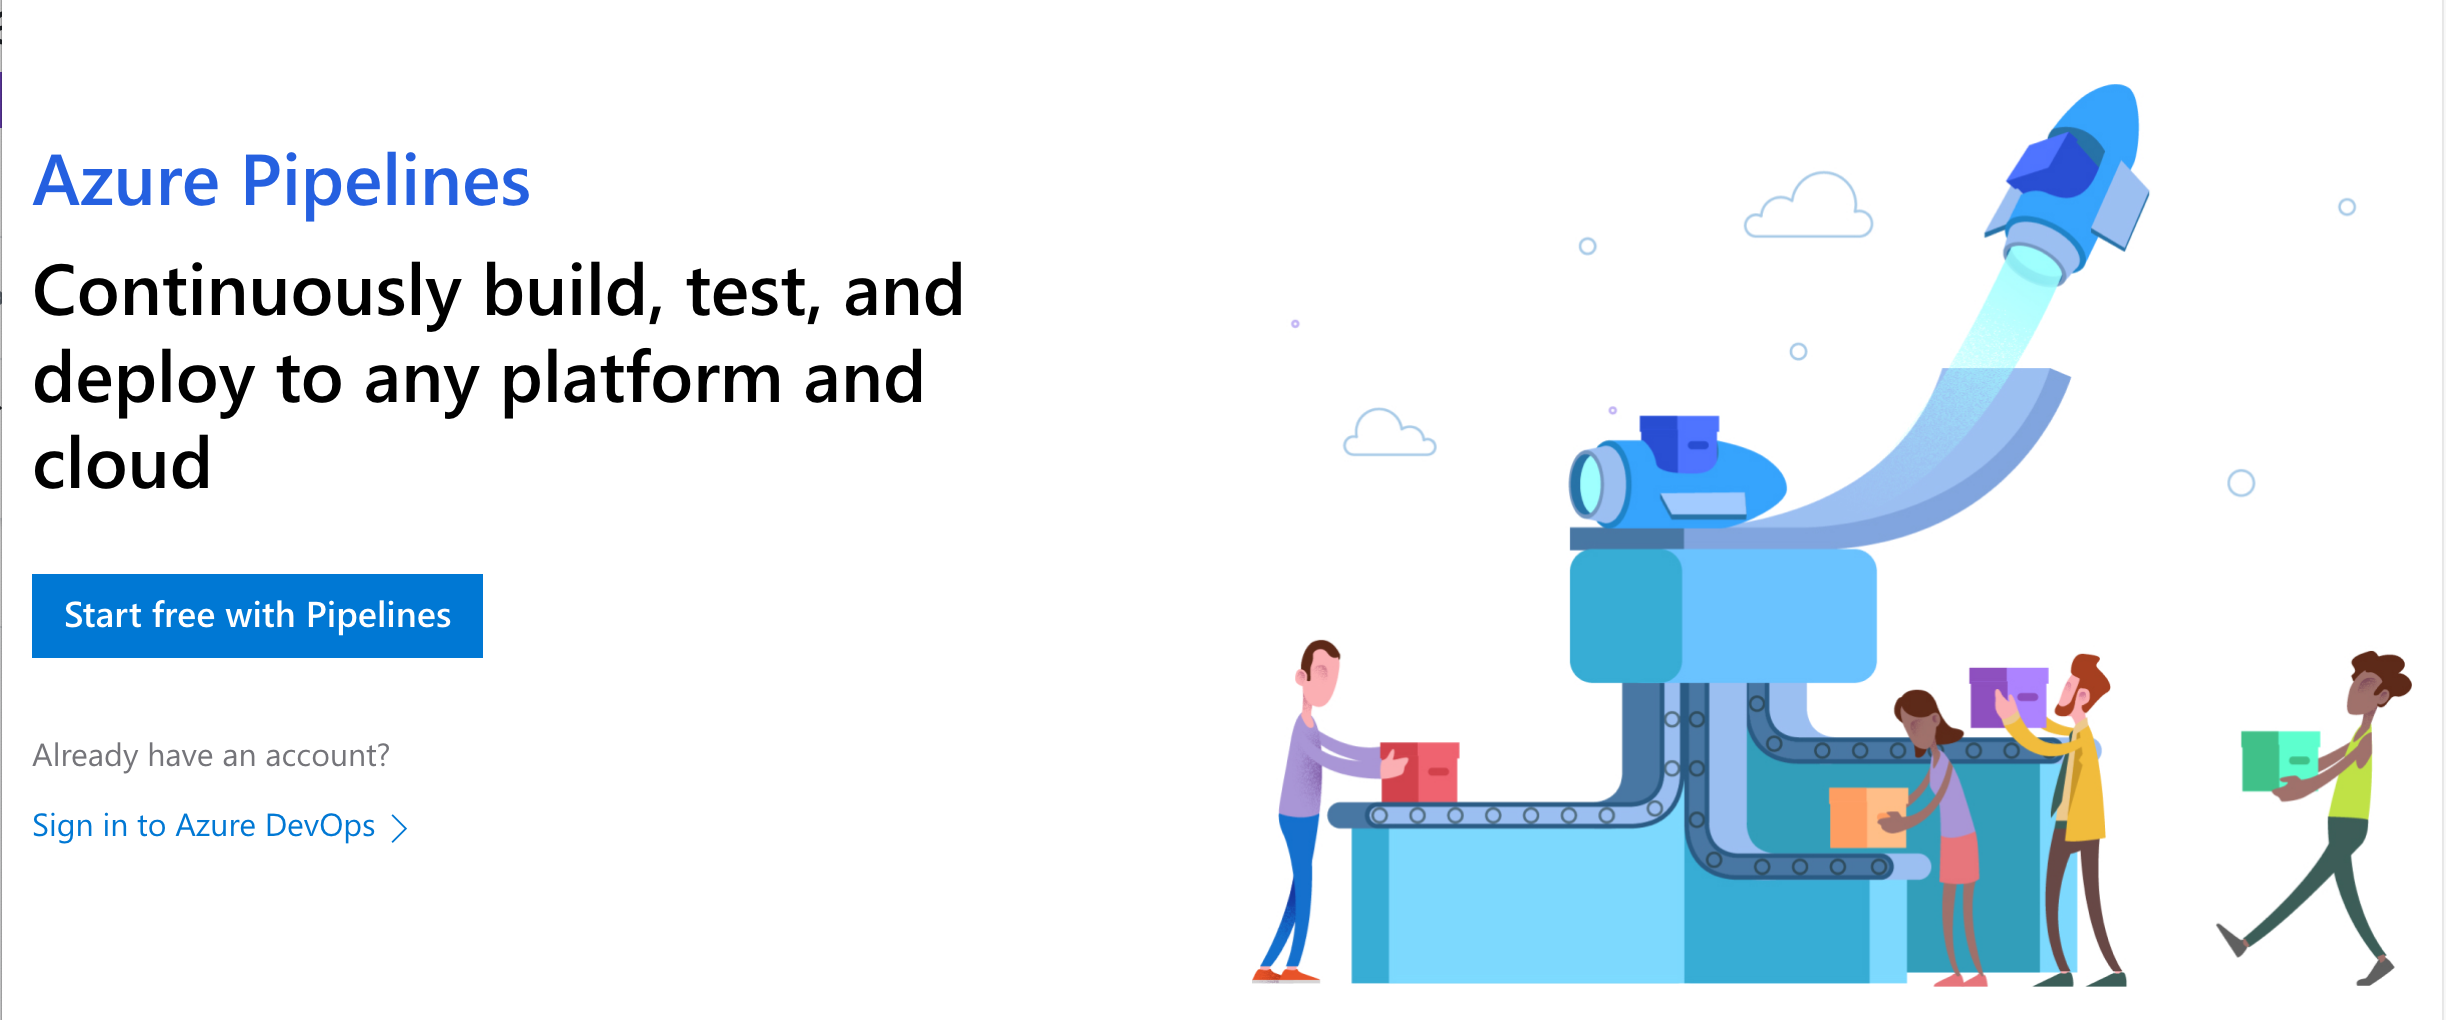 Azure Pipelines
Continuously build, test, and
deploy to any platform and
cloud
Start free with Pipelines
Already have an account?
Sign in to Azure DevOps